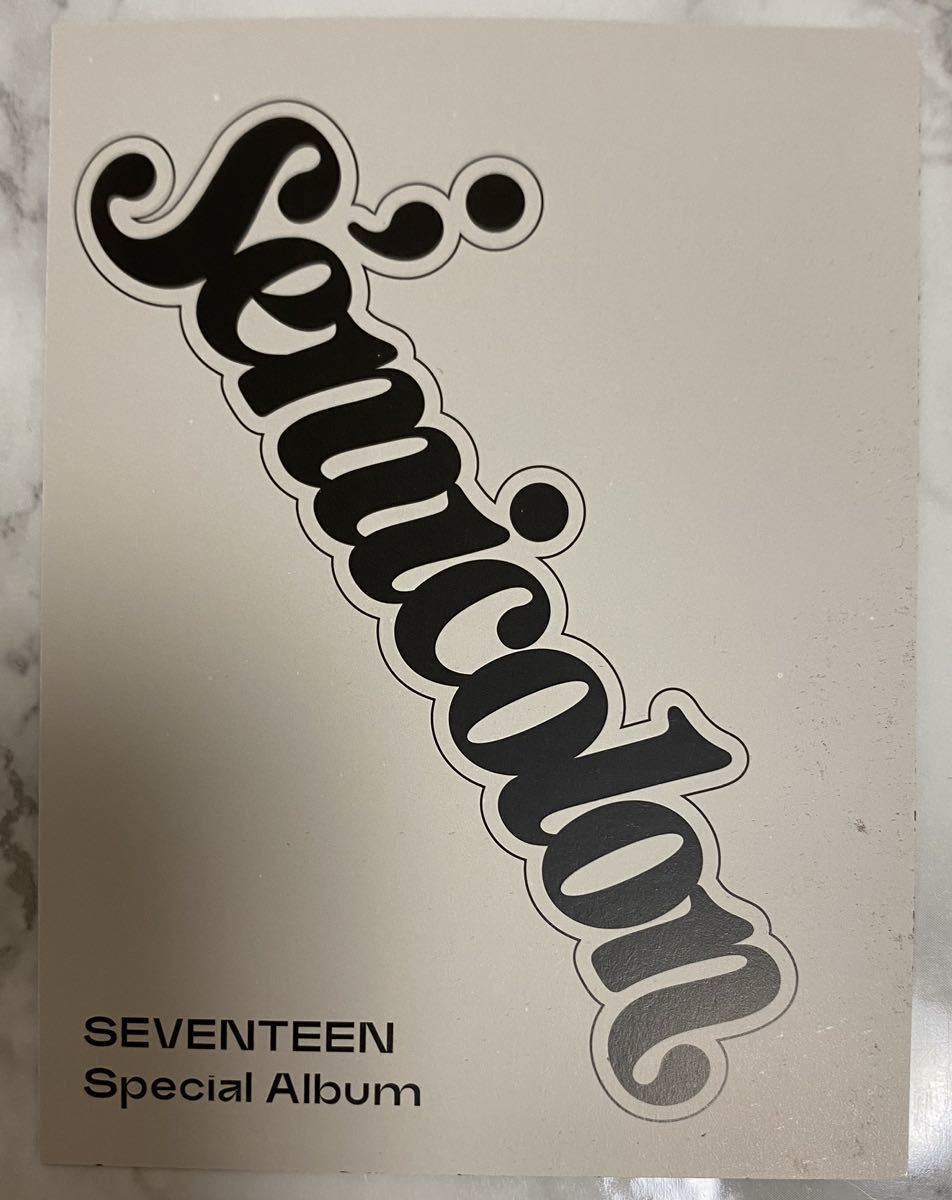 ; Semicolon
SEVENTEEN
Special Album